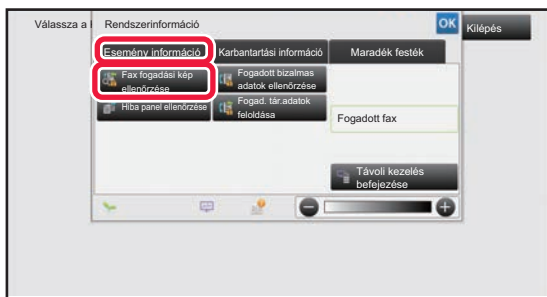 Válassza a
Rendszerinformáció
OK
Kilépés
Esemény információ
Karbantartási információ
Maradék festék
Fax fogadási kép
ellenőrzése
Fogadott bizalmas
adatok ellenőrzése
Hiba panel ellenőrzése
Fogad. tár.adatok
feloldása
Fogadott fax
Távoli kezelés
befejezése